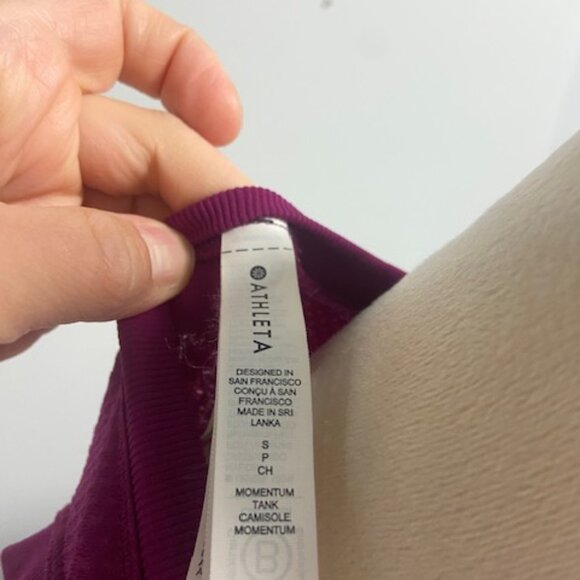 ATHLETA
DESIGNED IN
SAN FRANCISCO
CONÇU À SAN
FRANCISCO
MADE IN SRI
LANKA
S
P
CH
MOMENTUM
TANK
CAMISOLE
MOMENTUM
B